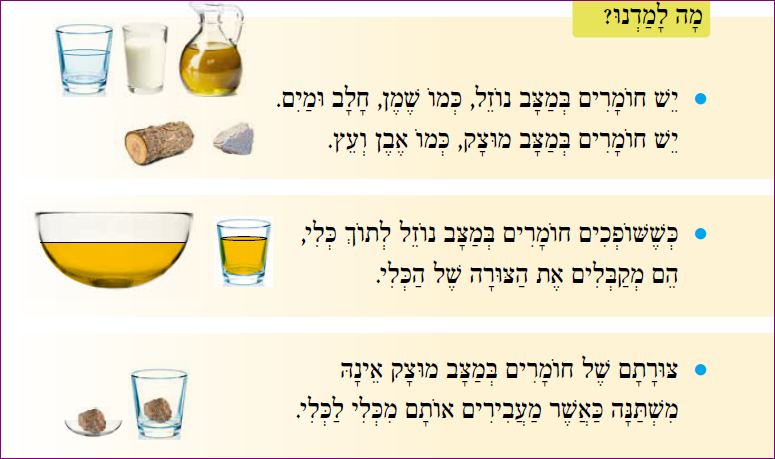 מָה לָמַדְנוּ?
יֵשׁ חוֹמָרִים בְּמַצָּב נוֹזֵל, כְּמוֹ שֶׁמֶן, חָלָב וּמַיִם.
יֵשׁ חוֹמָרִים בְּמַצָּב מוּצָק, כְּמוֹ אֶבֶן וְעֵץ.
כְּשֶׁשּׁוֹפְכִים חוֹמָרִים בְּמַצָּב נוֹזֵל לְתוֹךְ כְּלִי,
הֵם מְקַבְּלִים אֶת הַצּוּרָה שֶׁל הַכְּלִי.
צוּרָתָם שֶׁל חוֹמָרִים בְּמַצָּב מוּצָק אֵינָהּ
מִשְׁתַּנָּה כַּאֲשֶׁר מַעֲבִירִים אוֹתָם מִכְּלִי לַכְּלִי.